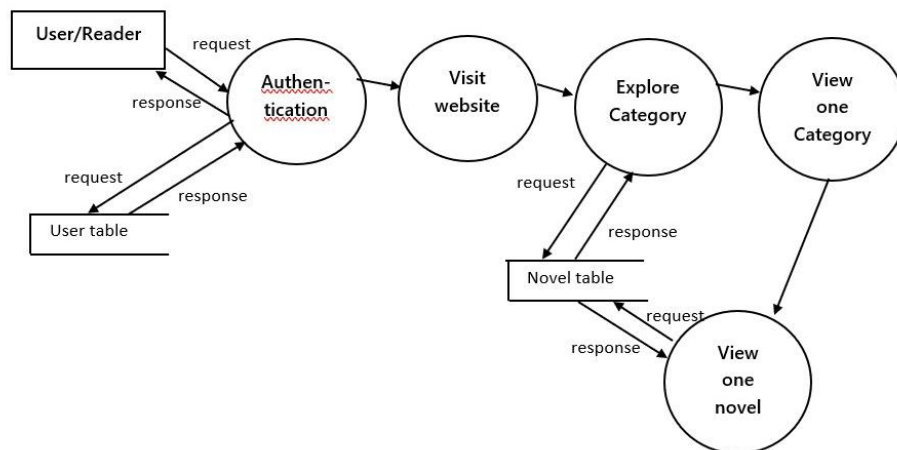 User/Reader
request
Authen-
tication
response
Visit
website
Explore
Category
View
one
Category
request
response
User table
request
response
Novel table
request
response
View
one
novel